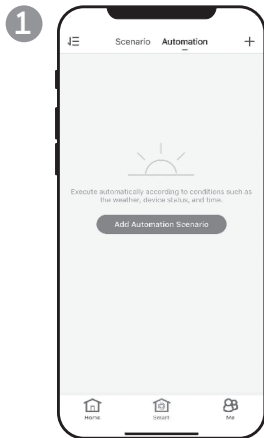 1
Scenario Automation +
Execute automatically according to conditions such as
the weather, device status, and time.
Add Automation Scenario
Home Smart Me